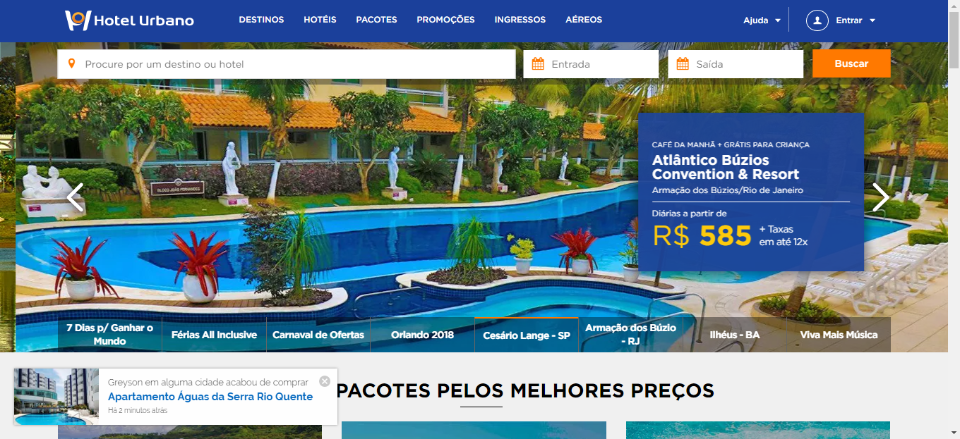 Hotel Urbano
DESTINOS HOTÉIS PACOTES PROMOÇÕES INGRESSOS AÉREOS
Ajuda
Entrar
Procure por um destino ou hotel
Entrada
Saída
Buscar
CAFÉ DA MANHÃ + GRÁTIS PARA CRIANÇA
Atlântico Búzios
Convention & Resort
Armação dos Búzios/Rio de Janeiro
Diárias a partir de
R$ 585
+ Taxas
em até 12x
7 Dias p/ Ganhar o
Mundo
Férias All Inclusive
Carnaval de Ofertas
Orlando 2018
Cesário Lange - SP
Armação dos Búzio
- RJ
Ilhéus - BA
Viva Mais Música
Greyson em alguma cidade acabou de comprar
Apartamento Águas da Serra Rio Quente
Há 2 minutos atrás
PACOTES PELOS MELHORES PREÇOS